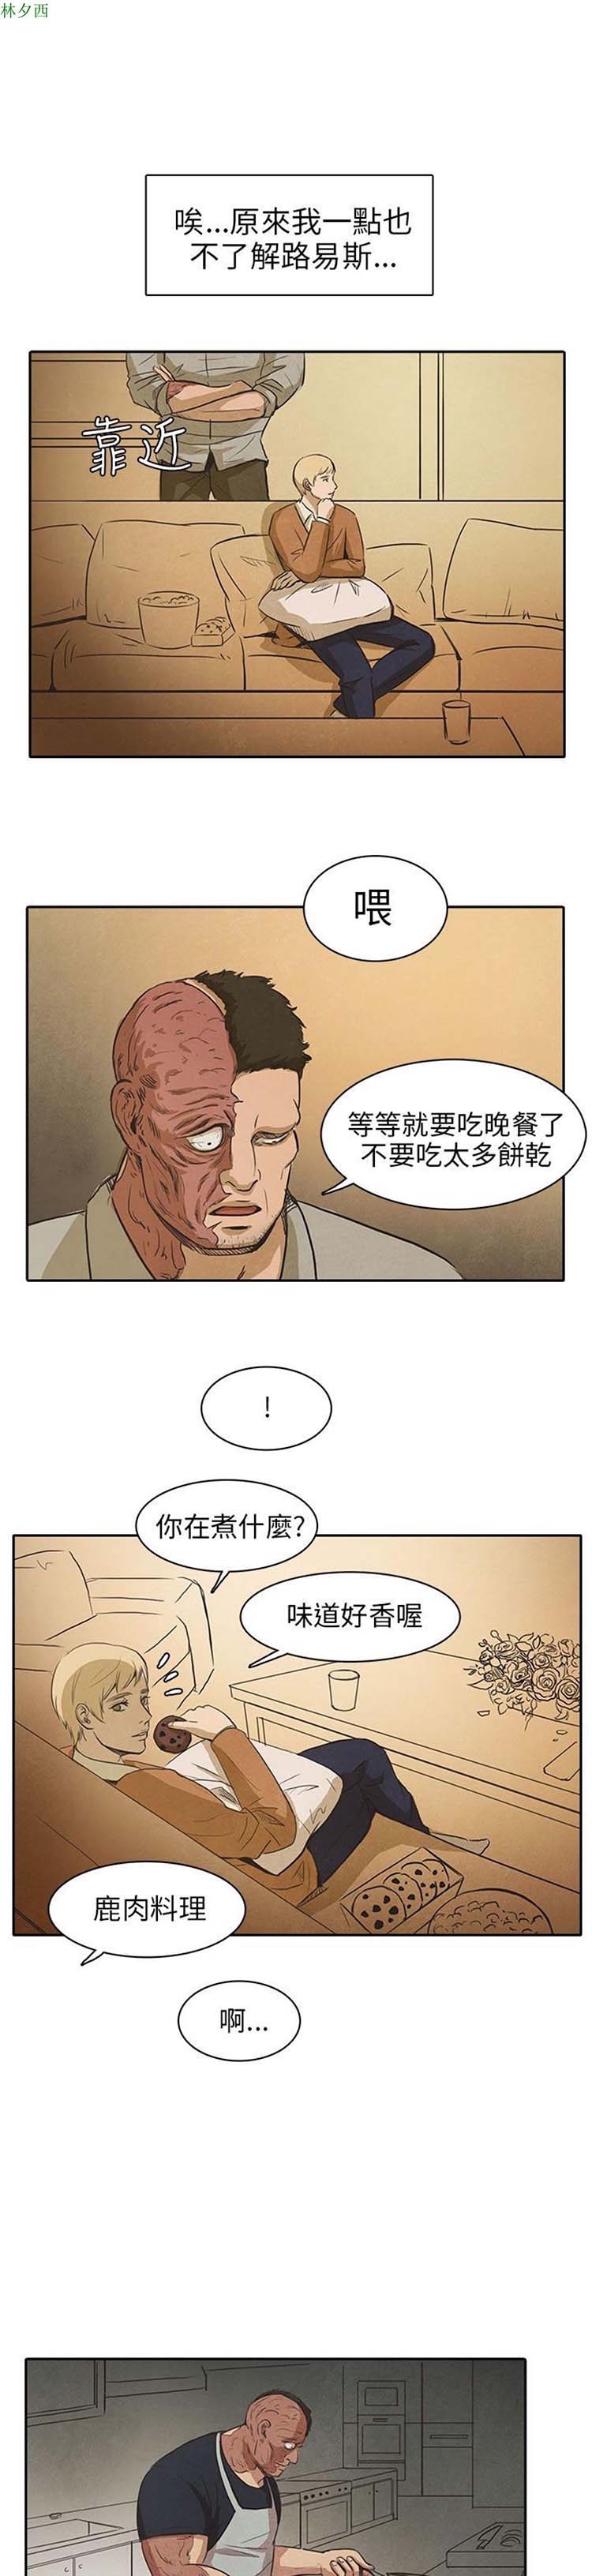 林夕西
唉...原來我一點也
不了解路易斯...
靠近
喂
等等就要吃晚餐了
不要吃太多餅乾
!
你在煮什麼?
味道好香喔
鹿肉料理
啊...